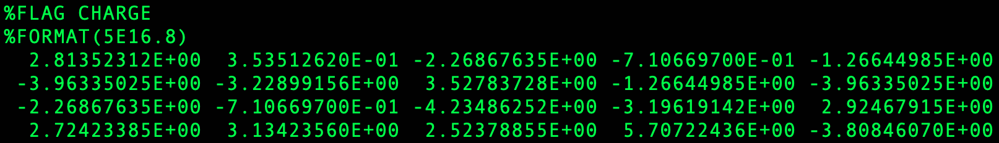 %FLAG CHARGE
%FORMAT(5E16.8)
  2.81352312E+00  3.53512620E-01 -2.26867635E+00 -7.10669700E-01 -1.26644985E+00
 -3.96335025E+00 -3.22899156E+00  3.52783728E+00 -1.26644985E+00 -3.96335025E+00
 -2.26867635E+00 -7.10669700E-01 -4.23486252E+00 -3.19619142E+00  2.92467915E+00
  2.72423385E+00  3.13423560E+00  2.52378855E+00  5.70722436E+00 -3.80846070E+00